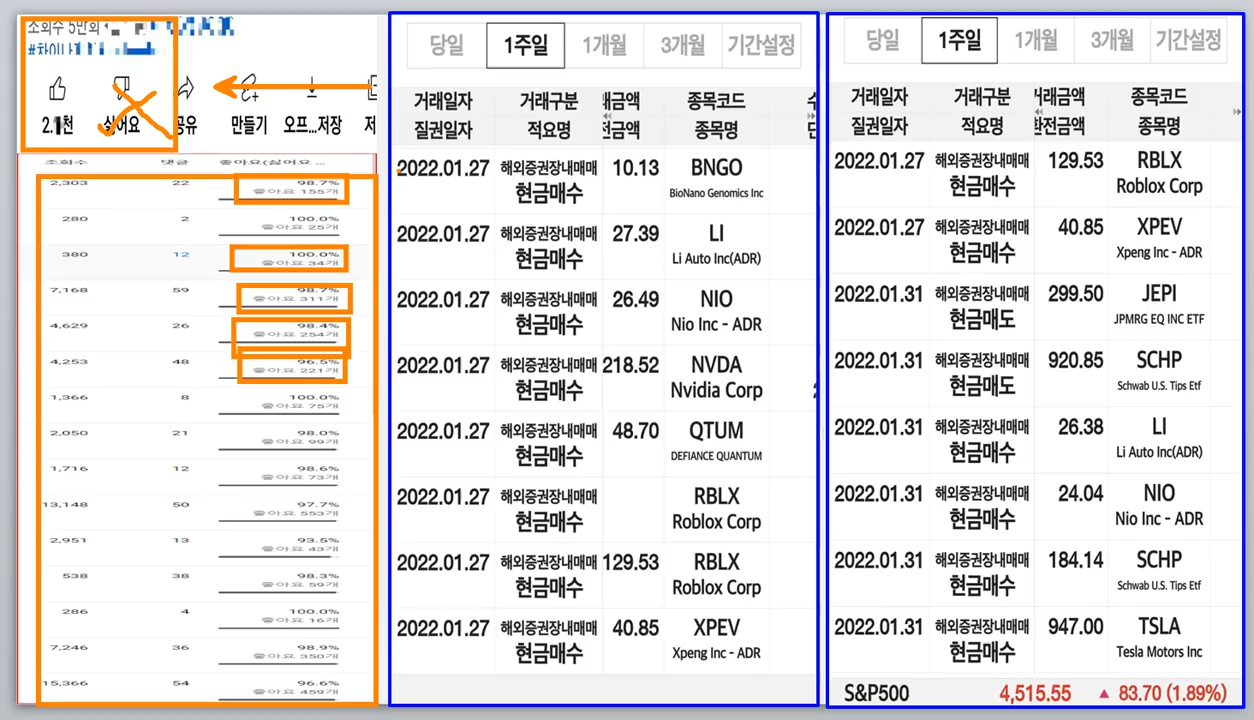 조회수 5만회
2.
천
싫어요
공유
만들기
오프...저장
저
조회수 댓글 좋아요(싫어요 ...
2,303 22 98.7%
좋아요 155개
280 2 100.0%
좋아요 25개
380 12 100.0%
좋아요 34개
7,168 59 98.7%
좋아요 311개
4,629 26 98.4%
좋아요 254개
4,253 48 96.5%
좋아요 221개
1,366 8 100.0%
좋아요 75개
2,050 21 98.0%
좋아요 99개
1,716 12 98.6%
좋아요 73개
13,148 50 97.7%
좋아요 553개
2,951 13 93.5%
좋아요 43개
538 38 98.3%
좋아요 59개
286 4 100.0%
좋아요 16개
7,246 36 98.9%
좋아요 350개
15,366 54 96.6%
좋아요 459개
당일 1주일 1개월 3개월 기간설정
거래일자 거래구분 래금액 종목코드 수
질권일자 적요명 전금액 종목명 단
2022.01.27 해외증권장내매매 10.13 BNGO
현금매수 BioNano Genomics Inc
2022.01.27 해외증권장내매매 27.39 LI
현금매수 Li Auto Inc(ADR)
2022.01.27 해외증권장내매매 26.49 NIO
현금매수 Nio Inc - ADR
2022.01.27 해외증권장내매매 218.52 NVDA
현금매수 Nvidia Corp
2022.01.27 해외증권장내매매 48.70 QTUM
현금매수 DEFIANCE QUANTUM
2022.01.27 해외증권장내매매 RBLX
현금매수 Roblox Corp
2022.01.27 해외증권장내매매 129.53 RBLX
현금매수 Roblox Corp
2022.01.27 해외증권장내매매 40.85 XPEV
현금매수 Xpeng Inc - ADR
당일 1주일 1개월 3개월 기간설정
거래일자 거래구분 거래금액 종목코드
질권일자 적요명 환전금액 종목명
2022.01.27 해외증권장내매매 129.53 RBLX
현금매수 Roblox Corp
2022.01.27 해외증권장내매매 40.85 XPEV
현금매수 Xpeng Inc - ADR
2022.01.31 해외증권장내매매 299.50 JEPI
현금매도 JPMRG EQ INC ETF
2022.01.31 해외증권장내매매 920.85 SCHP
현금매도 Schwab U.S. Tips Etf
2022.01.31 해외증권장내매매 26.38 LI
현금매수 Li Auto Inc(ADR)
2022.01.31 해외증권장내매매 24.04 NIO
현금매수 Nio Inc - ADR
2022.01.31 해외증권장내매매 184.14 SCHP
현금매수 Schwab U.S. Tips Etf
2022.01.31 해외증권장내매매 947.00 TSLA
현금매수 Tesla Motors Inc
S&P500 4,515.55 ▲ 83.70 (1.89%)